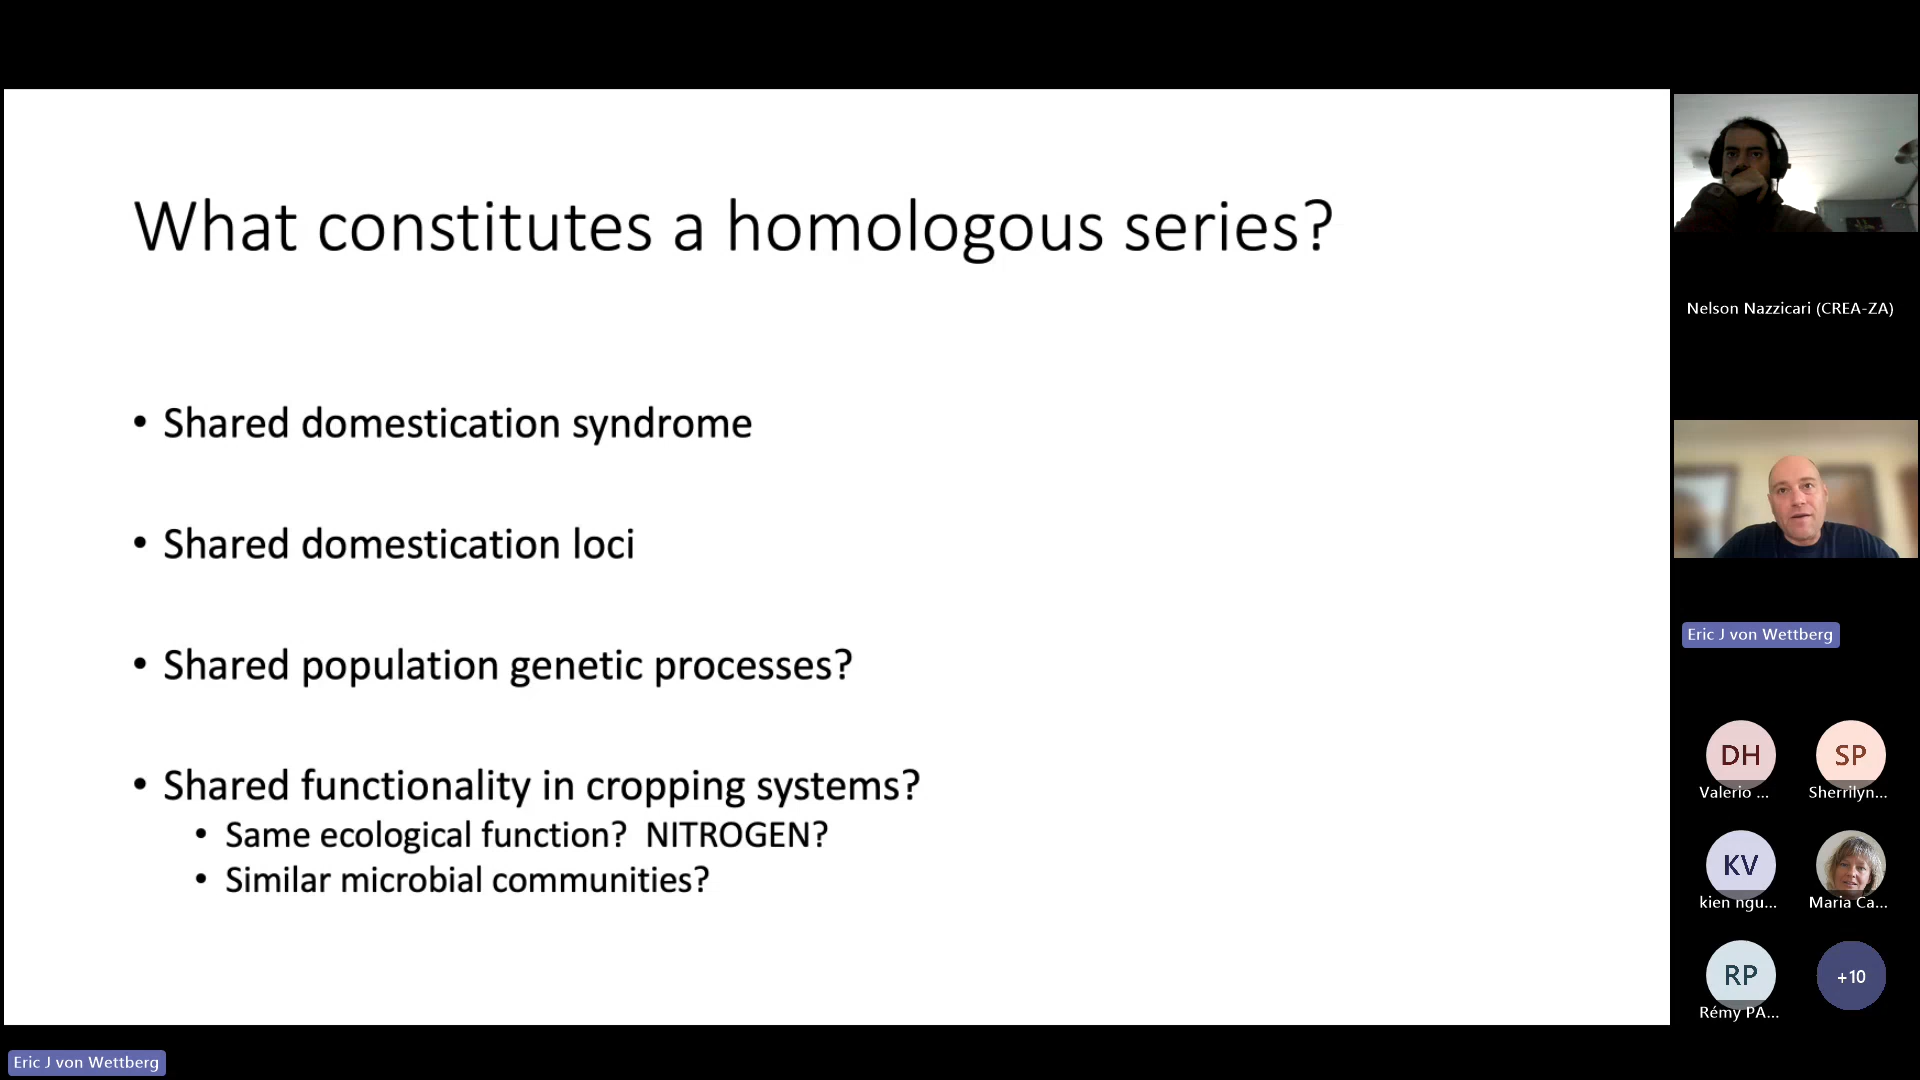 What constitutes a homologous series?
• Shared domestication syndrome
• Shared domestication loci
• Shared population genetic processes?
• Shared functionality in cropping systems?
• Same ecological function? NITROGEN?
• Similar microbial communities?
Nelson Nazzicari (CREA-ZA)
Eric J von Wettberg
DH
SP
Valerio ...
Sherrilyn...
KV
kien ngu...
Maria Ca...
RP
+10
Rémy PA...
Eric J von Wettberg